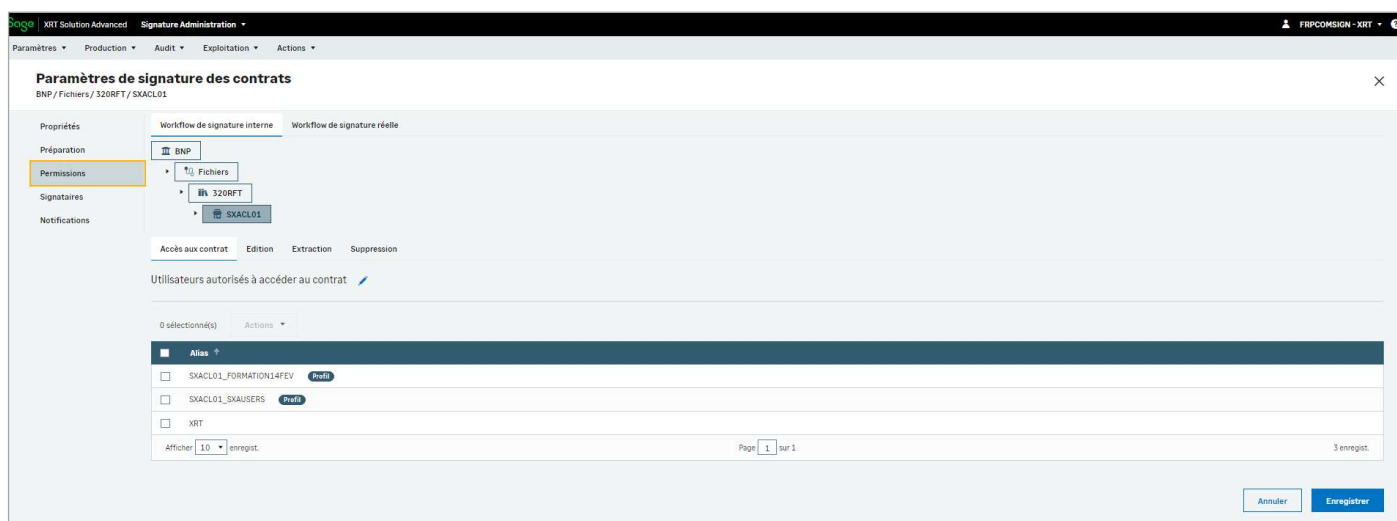 Sage XRT Solution Advanced Signature Administration FRPCOMSIGN - XRT
Paramètres Production Audit Exploitation Actions
Paramètres de signature des contrats
BNP / Fichiers / 320RFT / SXACL01
Propriétés
Préparation
Permissions
Signataires
Notifications
Workflow de signature interne Workflow de signature réelle
BNP
Fichiers
320RFT
SXACL01
Accès aux contrat Edition Extraction Suppression
Utilisateurs autorisés à accéder au contrat
0 sélectionné(s) Actions
Alias
SXACL01_FORMATION14FEV Profil
SXACL01_SXAUSERS Profil
XRT
Afficher 10 enregist. Page 1 sur 1 3 enregist.
Annuler Enregistrer